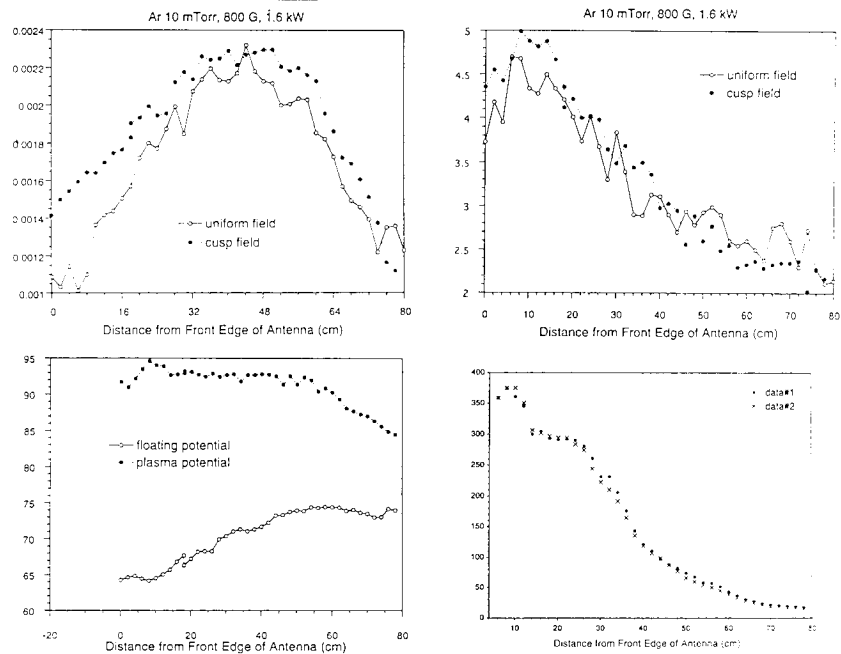 Ar 10 mTorr, 800 G, 1.6 kW
0.0024
0.0022
0.002
0.0018
0.0016
0.0014
0.0012
0.001
uniform field
cusp field
0 16 32 48 64 80
Distance from Front Edge of Antenna (cm)
Ar 10 mTorr, 800 G, 1.6 kW
5
4.5
4
3.5
3
2.5
2
uniform field
cusp field
0 10 20 30 40 50 60 70 80
Distance from Front Edge of Antenna (cm)
95
90
85
80
75
70
65
60
floating potential
plasma potential
-20 0 20 40 60 80
Distance from Front Edge of Antenna (cm)
400
350
300
250
200
150
100
50
0
data#1
data#2
10 20 30 40 50 60 70 80
Distance from Front Edge of Antenna (cm)